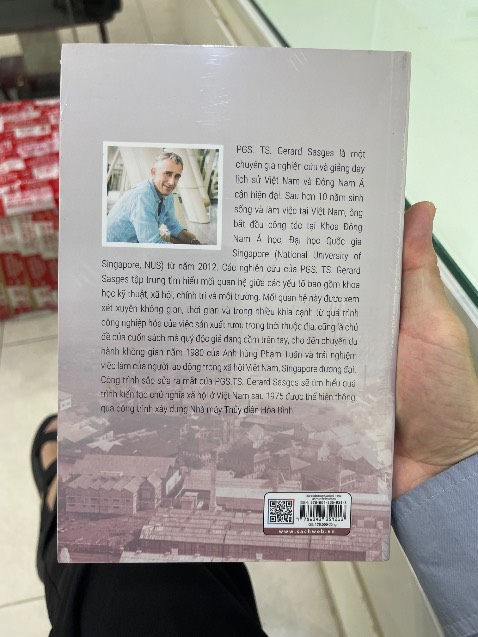 PGS. TS. Gerard Sasges là một
chuyên gia nghiên cứu và giảng dạy
lịch sử Việt Nam và Đông Nam Á
cận hiện đại. Sau hơn 10 năm sinh
sống và làm việc tại Việt Nam, ông
bắt đầu công tác tại Khoa Đông
Nam Á học, Đại học Quốc gia
Singapore (National University of
Singapore, NUS) từ năm 2012. Các nghiên cứu của PGS. TS. Gerard
Sasges tập trung tìm hiểu mối quan hệ giữa các yếu tố bao gồm khoa
học kỹ thuật, xã hội, chính trị và môi trường. Mối quan hệ này được xem
xét xuyên không gian, thời gian và trong nhiều khía cạnh: từ quá trình
công nghiệp hóa của việc sản xuất rượu trong thời thuộc địa, cũng là chủ
đề của cuốn sách mà quý độc giả đang cầm trên tay, cho đến chuyến du
hành không gian năm 1980 của Anh hùng Phạm Tuân và trải nghiệm
việc làm của người lao động trong xã hội Việt Nam, Singapore đương đại.
Công trình sắp sửa ra mắt của PGS.TS. Gerard Sasges sẽ tìm hiểu quá
trình kiến tạo chủ nghĩa xã hội ở Việt Nam sau 1975 được thể hiện thông
qua công trình xây dựng Nhà máy Thủy điện Hòa Bình.
www.sachweb.vn